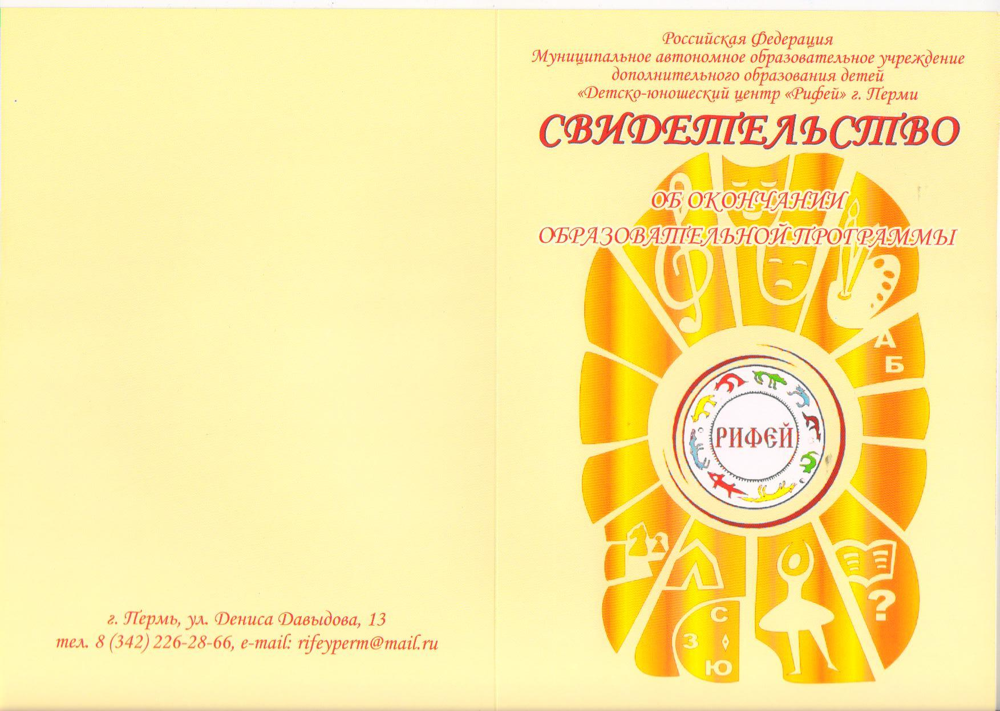 Российская Федерация
Муниципальное автономное образовательное учреждение
дополнительного образования детей
«Детско-юношеский центр «Рифей» г. Перми
СВИДЕТЕЛЬСТВО
ОБ ОКОНЧАНИИ
ОБРАЗОВАТЕЛЬНОЙ ПРОГРАММЫ
А
Б
РИФЕЙ
?
С
З
Ю
г. Пермь, ул. Дениса Давыдова, 13
тел. 8 (342) 226-28-66, e-mail: rifeyperm@mail.ru